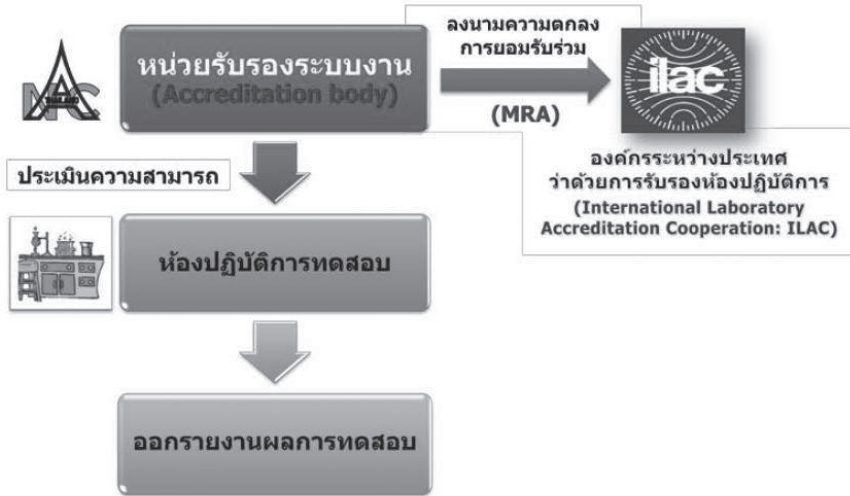 ลงนามความตกลง
การยอมรับร่วม
หน่วยรับรองระบบงาน
(Accreditation body)
THAILAND
NAC
ilac
(MRA)
องค์กรระหว่างประเทศ
ว่าด้วยการรับรองห้องปฏิบัติการ
(International Laboratory
Accreditation Cooperation: ILAC)
ประเมินความสามารถ
ห้องปฏิบัติการทดสอบ
ออกรายงานผลการทดสอบ